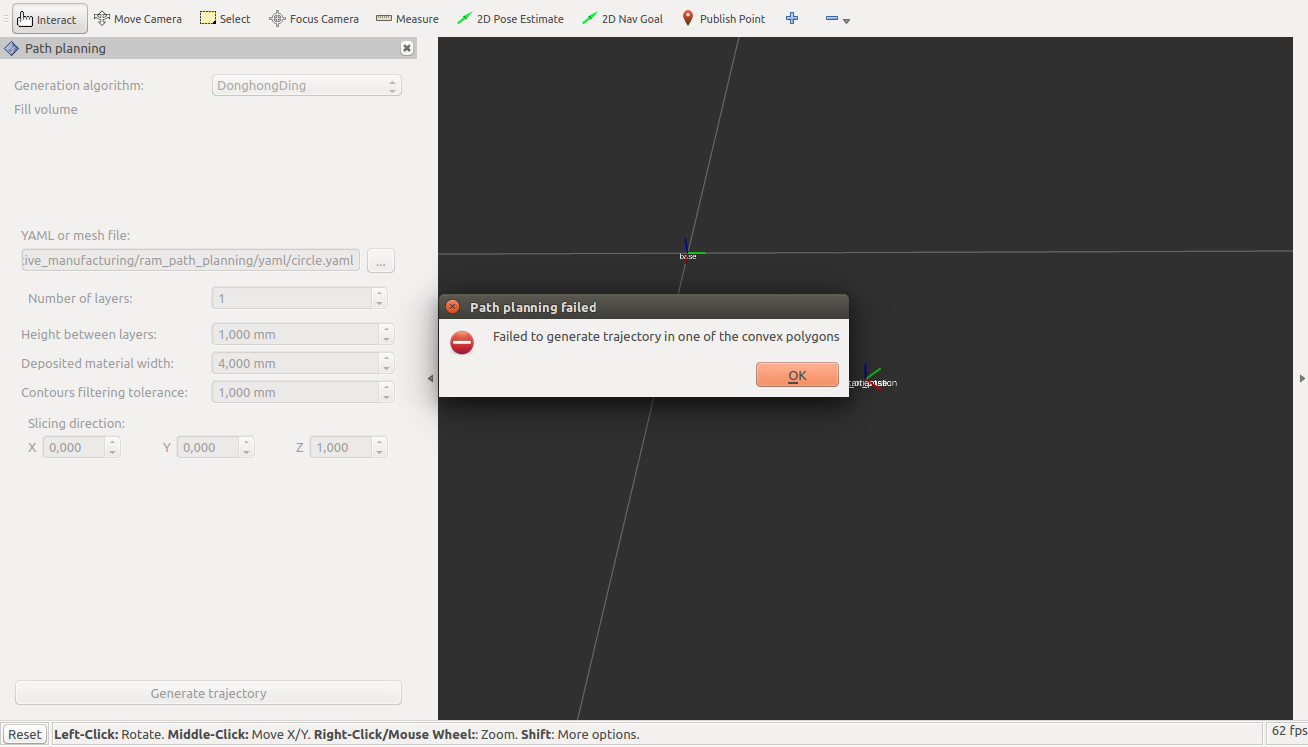 Interact Move Camera Select Focus Camera Measure 2D Pose Estimate 2D Nav Goal Publish Point
Path planning
Generation algorithm: DonghongDing
Fill volume
YAML or mesh file:
:ive_manufacturing/ram_path_planning/yaml/circle.yaml ...
Number of layers: 1
Height between layers: 1,000 mm
Deposited material width: 4,000 mm
Contours filtering tolerance: 1,000 mm
Slicing direction:
X 0,000 Y 0,000 Z 1,000
Generate trajectory
base
Path planning failed
Failed to generate trajectory in one of the convex polygons
OK
Reset Left-Click: Rotate. Middle-Click: Move X/Y. Right-Click/Mouse Wheel:: Zoom. Shift: More options. 62 fps